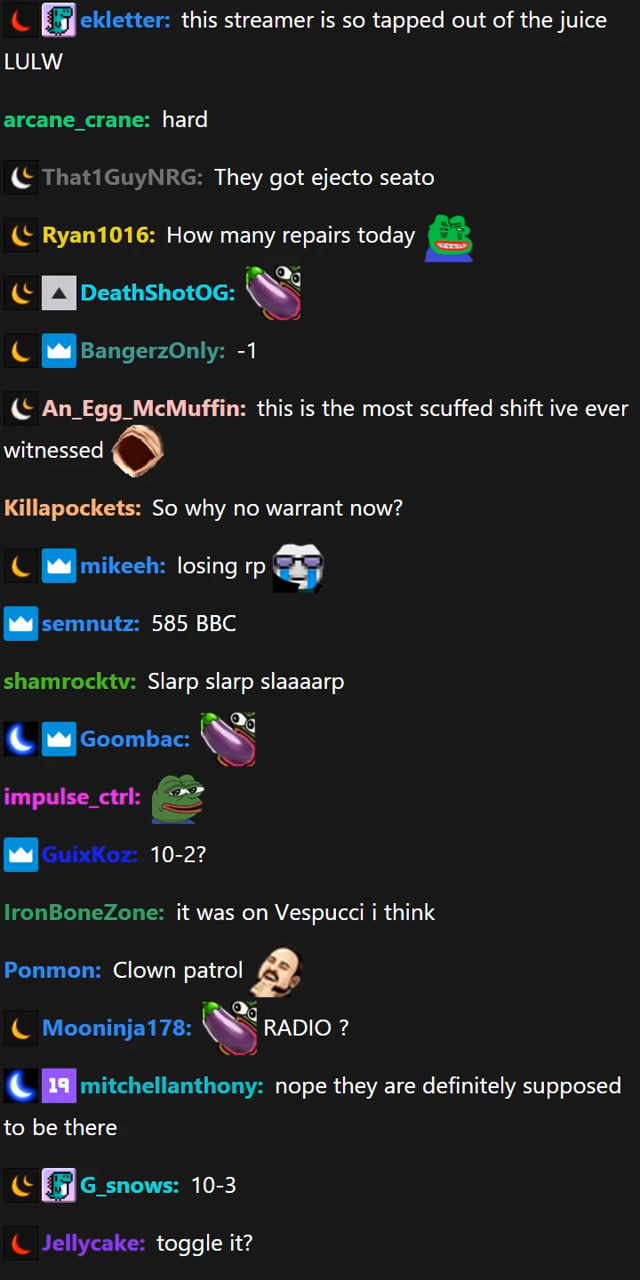 ekletter: this streamer is so tapped out of the juice
LULW
arcane_crane: hard
That1GuyNRG: They got ejecto seato
Ryan1016: How many repairs today
DeathShotOG:
BangerzOnly: -1
An_Egg_McMuffin: this is the most scuffed shift ive ever
witnessed
Killapockets: So why no warrant now?
mikeeh: losing rp
semnutz: 585 BBC
shamrocktv: Slarp slarp slaaaarp
Goombac:
impulse_ctrl:
GuixKoz: 10-2?
IronBoneZone: it was on Vespucci i think
Ponmon: Clown patrol
Mooninja178: RADIO ?
19 mitchellanthony: nope they are definitely supposed
to be there
G_snows: 10-3
Jellycake: toggle it?